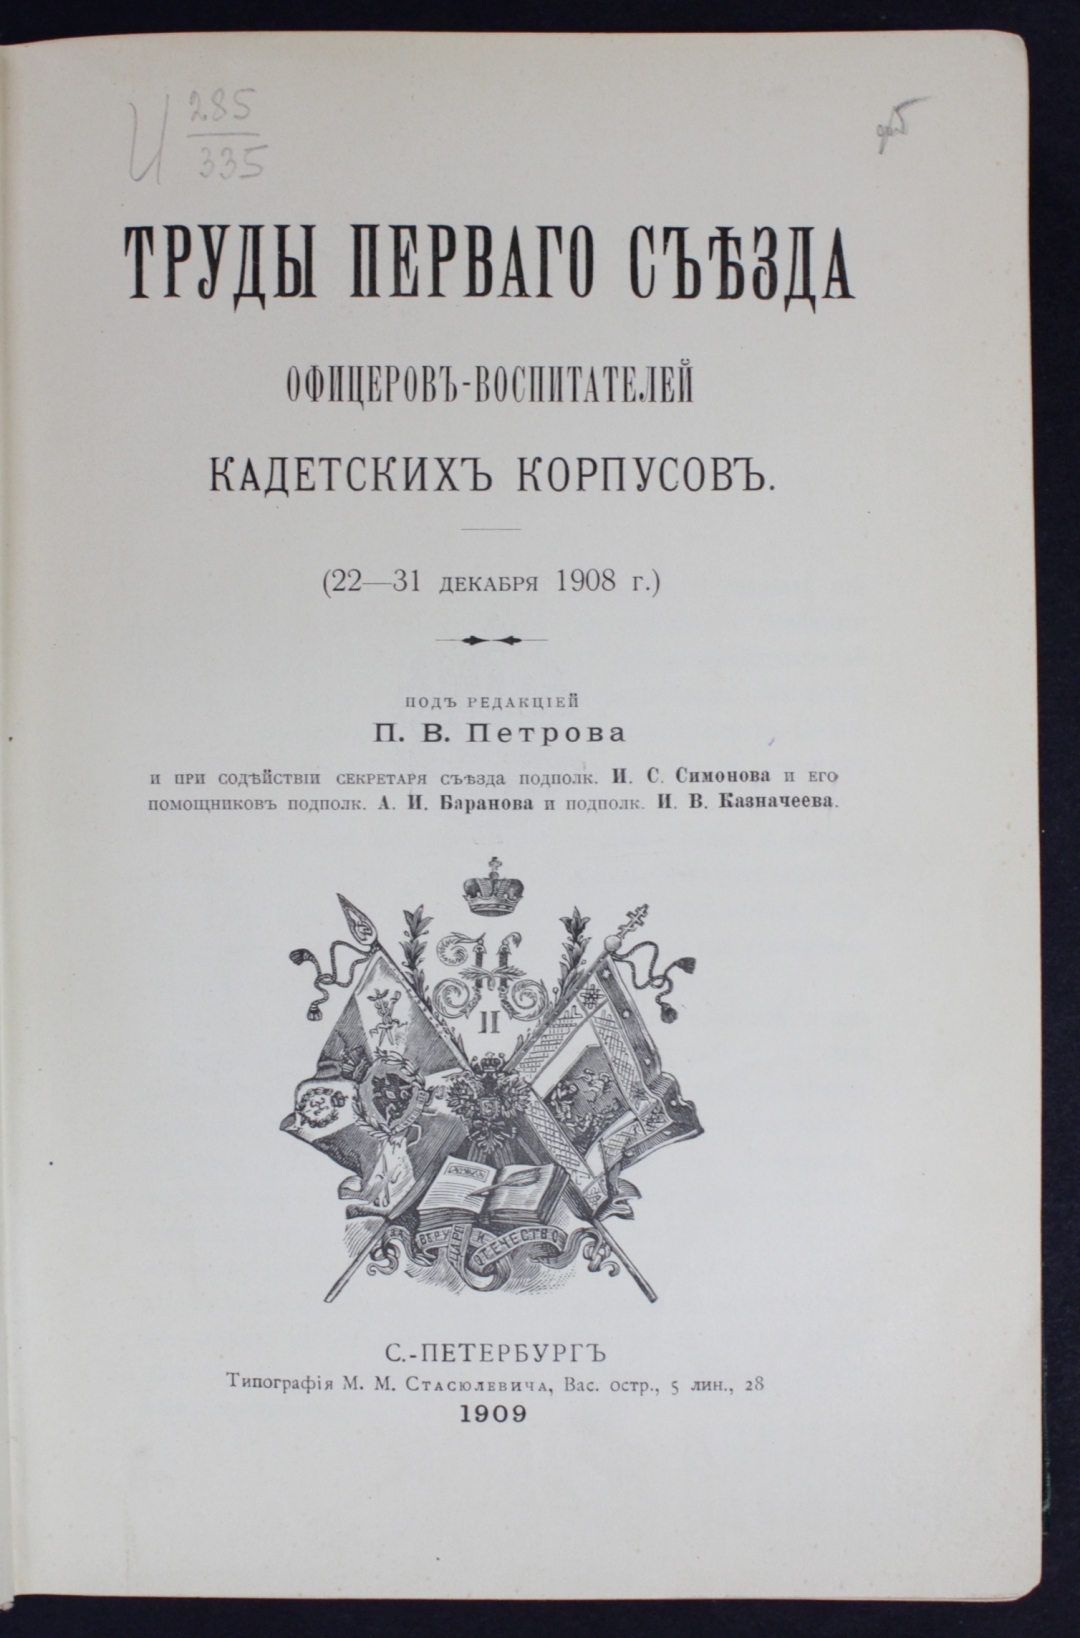 И 285
335
ТРУДЫ ПЕРВАГО СЪѢЗДА
ОФИЦЕРОВЪ-ВОСПИТАТЕЛЕЙ
КАДЕТСКИХЪ КОРПУСОВЪ.
(22—31 ДЕКАБРЯ 1908 г.)
ПОДЪ РЕДАКЦІЕЙ
П. В. Петрова
И ПРИ СОДѢЙСТВІИ СЕКРЕТАРЯ СЪѢЗДА ПОДПОЛК. И. С. Симонова И ЕГО
ПОМОЩНИКОВЪ ПОДПОЛК. А. И. Баранова И ПОДПОЛК. И. В. Казначеева.
II
ЗА ВѢРУ ЦАРЯ И ОТЕЧЕСТВО
С.-ПЕТЕРБУРГЪ
Типографія М. М. Стасюлевича, Вас. остр., 5 лин., 28
1909